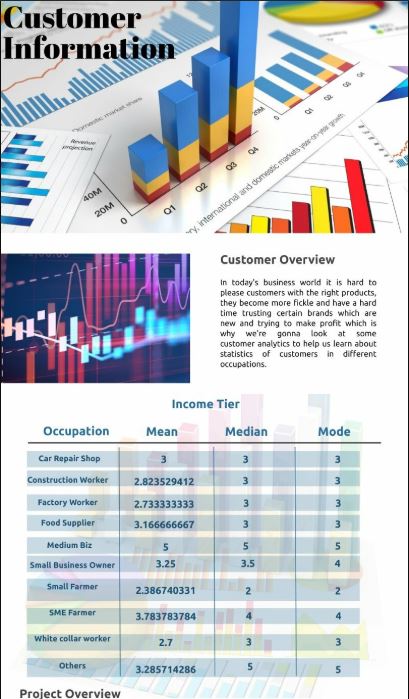 Customer
Information
Domestic market share
Revenue
projection
40M
20M
0
Q1
Q2
Q3
Q4
20M
0
Q1
Q2
Q3
Q4
international and domestic markets year-on-year growth
Customer Overview
In today's business world it is hard to
please customers with the right products,
they become more fickle and have a hard
time trusting certain brands which are
new and trying to make profit which is
why we're gonna look at some
customer analytics to help us learn about
statistics of customers in different
occupations.
Income Tier
Occupation Mean Median Mode
Car Repair Shop 3 3 3
Construction Worker 2.823529412 3 3
Factory Worker 2.733333333 3 3
Food Supplier 3.166666667 3 3
Medium Biz 5 5 5
Small Business Owner 3.25 3.5 4
Small Farmer 2.386740331 2 2
SME Farmer 3.783783784 4 4
White collar worker 2.7 3 3
Others 3.285714286 5 5
Project Overview